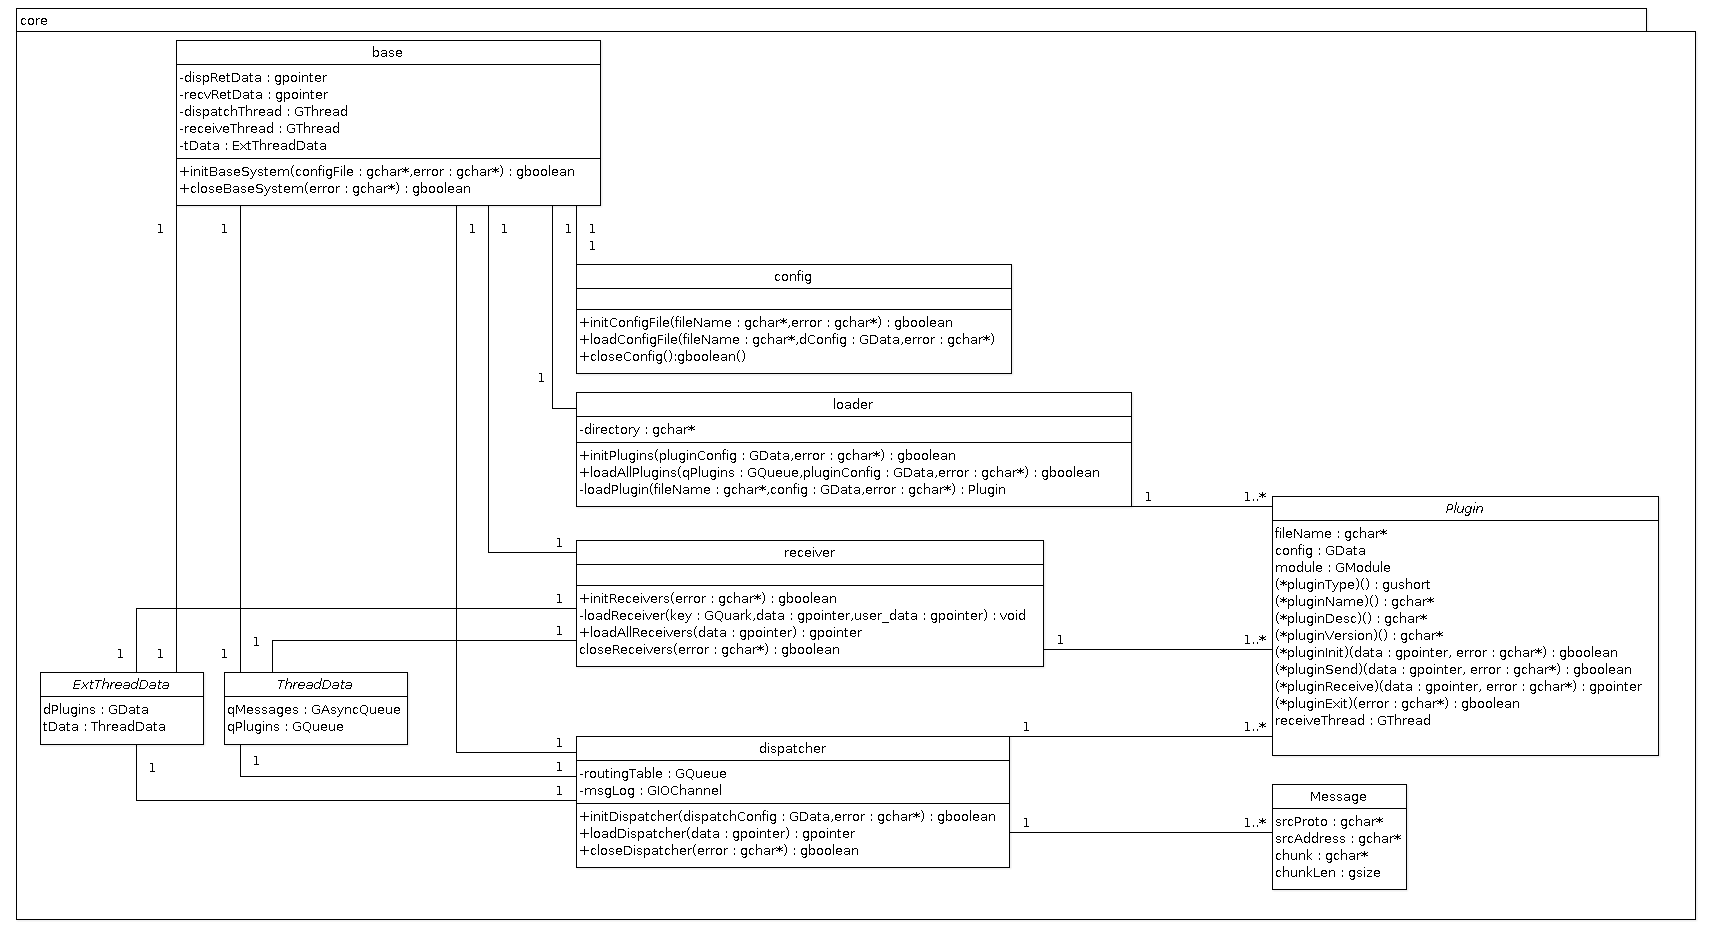 core
base
-dispRetData : gpointer
-recvRetData : gpointer
-dispatchThread : GThread
-receiveThread : GThread
-tData : ExtThreadData
+initBaseSystem(configFile : gchar*,error : gchar*) : gboolean
+closeBaseSystem(error : gchar*) : gboolean
1 1 1 1 1 1
1
config
+initConfigFile(fileName : gchar*,error : gchar*) : gboolean
+loadConfigFile(fileName : gchar*,dConfig : GData,error : gchar*)
+closeConfig():gboolean()
1
loader
-directory : gchar*
+initPlugins(pluginConfig : GData,error : gchar*) : gboolean
+loadAllPlugins(qPlugins : GQueue,pluginConfig : GData,error : gchar*) : gboolean
-loadPlugin(fileName : gchar*,config : GData,error : gchar*) : Plugin
1 1..*
Plugin
fileName : gchar*
config : GData
module : GModule
(*pluginType)() : gushort
(*pluginName)() : gchar*
(*pluginDesc)() : gchar*
(*pluginVersion)() : gchar*
(*pluginInit)(data : gpointer, error : gchar*) : gboolean
(*pluginSend)(data : gpointer, error : gchar*) : gboolean
(*pluginReceive)(data : gpointer, error : gchar*) : gpointer
(*pluginExit)(error : gchar*) : gboolean
receiveThread : GThread
1
receiver
+initReceivers(error : gchar*) : gboolean
-loadReceiver(key : GQuark,data : gpointer,user_data : gpointer) : void
+loadAllReceivers(data : gpointer) : gpointer
closeReceivers(error : gchar*) : gboolean
1
1
1 1..*
1 1 1 1
ExtThreadData
dPlugins : GData
tData : ThreadData
ThreadData
qMessages : GAsyncQueue
qPlugins : GQueue
1 1..*
1
1 1
1 1
dispatcher
-routingTable : GQueue
-msgLog : GIOChannel
+initDispatcher(dispatchConfig : GData,error : gchar*) : gboolean
+loadDispatcher(data : gpointer) : gpointer
+closeDispatcher(error : gchar*) : gboolean
1 1..*
Message
srcProto : gchar*
srcAddress : gchar*
chunk : gchar*
chunkLen : gsize